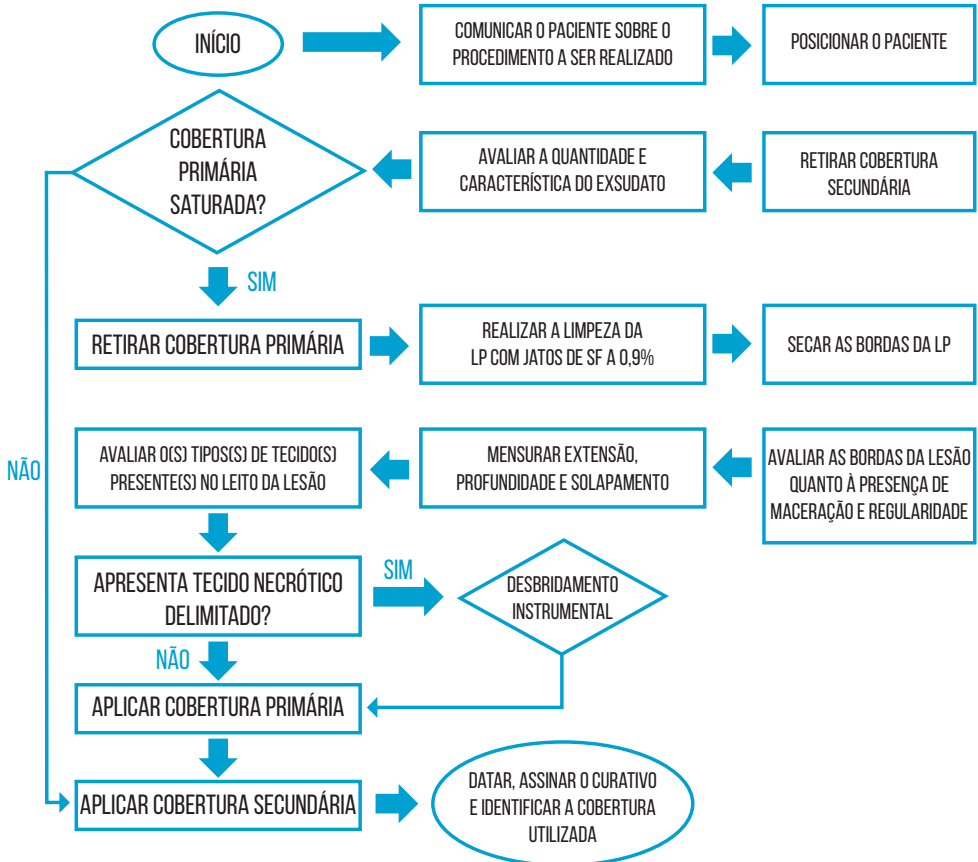 INÍCIO
COMUNICAR O PACIENTE SOBRE O
PROCEDIMENTO A SER REALIZADO
POSICIONAR O PACIENTE
RETIRAR COBERTURA
SECUNDÁRIA
AVALIAR A QUANTIDADE E
CARACTERÍSTICA DO EXSUDATO
COBERTURA
PRIMÁRIA
SATURADA?
SIM
NÃO
RETIRAR COBERTURA PRIMÁRIA
REALIZAR A LIMPEZA DA
LP COM JATOS DE SF A 0,9%
SECAR AS BORDAS DA LP
AVALIAR AS BORDAS DA LESÃO
QUANTO À PRESENÇA DE
MACERAÇÃO E REGULARIDADE
MENSURAR EXTENSÃO,
PROFUNDIDADE E SOLAPAMENTO
AVALIAR O(S) TIPOS(S) DE TECIDO(S)
PRESENTE(S) NO LEITO DA LESÃO
APRESENTA TECIDO NECRÓTICO
DELIMITADO?
SIM
DESBRIDAMENTO
INSTRUMENTAL
NÃO
APLICAR COBERTURA PRIMÁRIA
APLICAR COBERTURA SECUNDÁRIA
DATAR, ASSINAR O CURATIVO
E IDENTIFICAR A COBERTURA
UTILIZADA